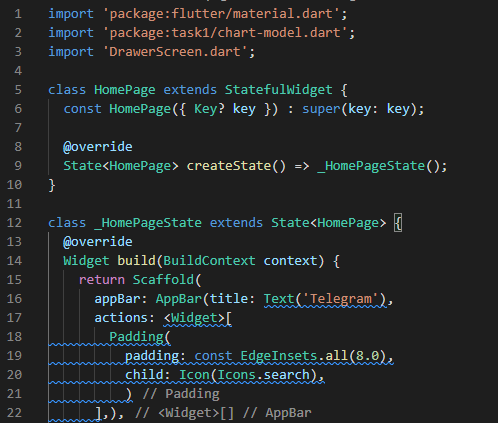 1 import 'package:flutter/material.dart';
2 import 'package:task1/chart-model.dart';
3 import 'DrawerScreen.dart';
4
5 class HomePage extends StatefulWidget {
6   const HomePage({ Key? key }) : super(key: key);
7
8   @override
9   State<HomePage> createState() => _HomePageState();
10 }
11
12 class _HomePageState extends State<HomePage> {
13   @override
14   Widget build(BuildContext context) {
15     return Scaffold(
16       appBar: AppBar(title: Text('Telegram'),
17       actions: <Widget>[
18         Padding(
19           padding: const EdgeInsets.all(8.0),
20           child: Icon(Icons.search),
21           ) // Padding
22       ],), // <Widget>[] // AppBar